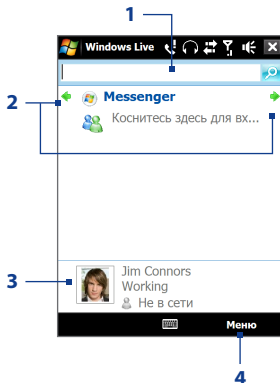 1
Windows Live
2
Messenger
Коснитесь здесь для вх...
3
Jim Connors
Working
Не в сети
Меню
4